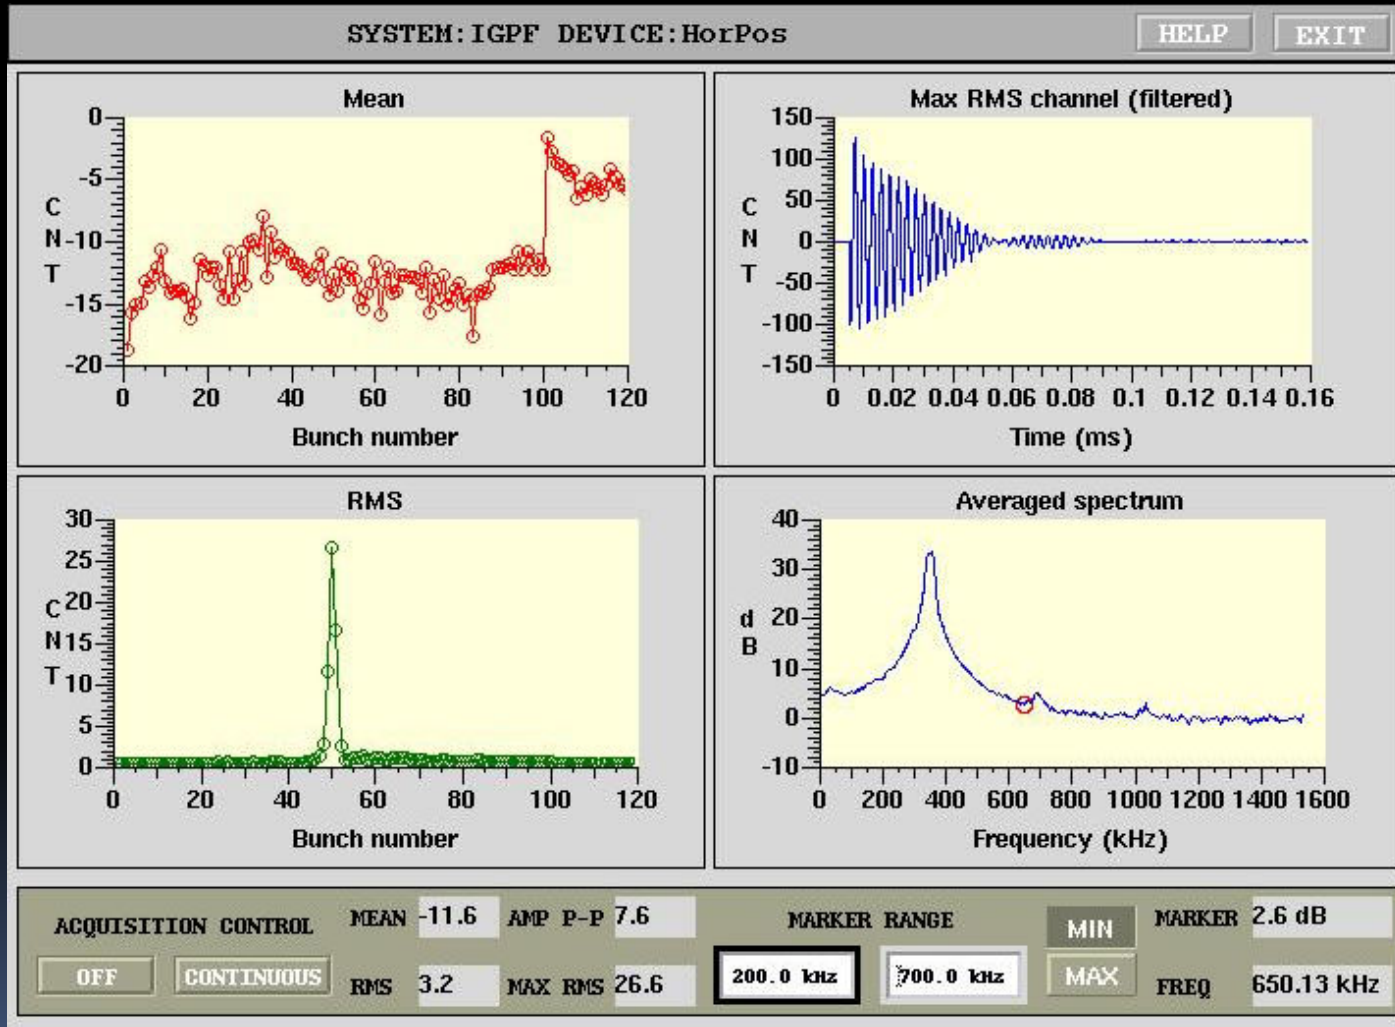 SYSTEM:IGPF DEVICE:HorPos
HELP
EXIT
Mean
0
-5
-10
-15
-20
C
N
T
0 20 40 60 80 100 120
Bunch number
Max RMS channel (filtered)
150
100
50
0
-50
-100
-150
C
N
T
0 0.02 0.04 0.06 0.08 0.1 0.12 0.14 0.16
Time (ms)
RMS
30
25
20
15
10
5
0
C
N
T
0 20 40 60 80 100 120
Bunch number
Averaged spectrum
40
30
20
10
0
-10
d
B
0 200 400 600 800 1000 1200 1400 1600
Frequency (kHz)
ACQUISITION CONTROL
OFF
CONTINUOUS
MEAN -11.6
AMP P-P 7.6
RMS 3.2
MAX RMS 26.6
MARKER RANGE
200.0 kHz
700.0 kHz
MIN
MAX
MARKER 2.6 dB
FREQ 650.13 kHz